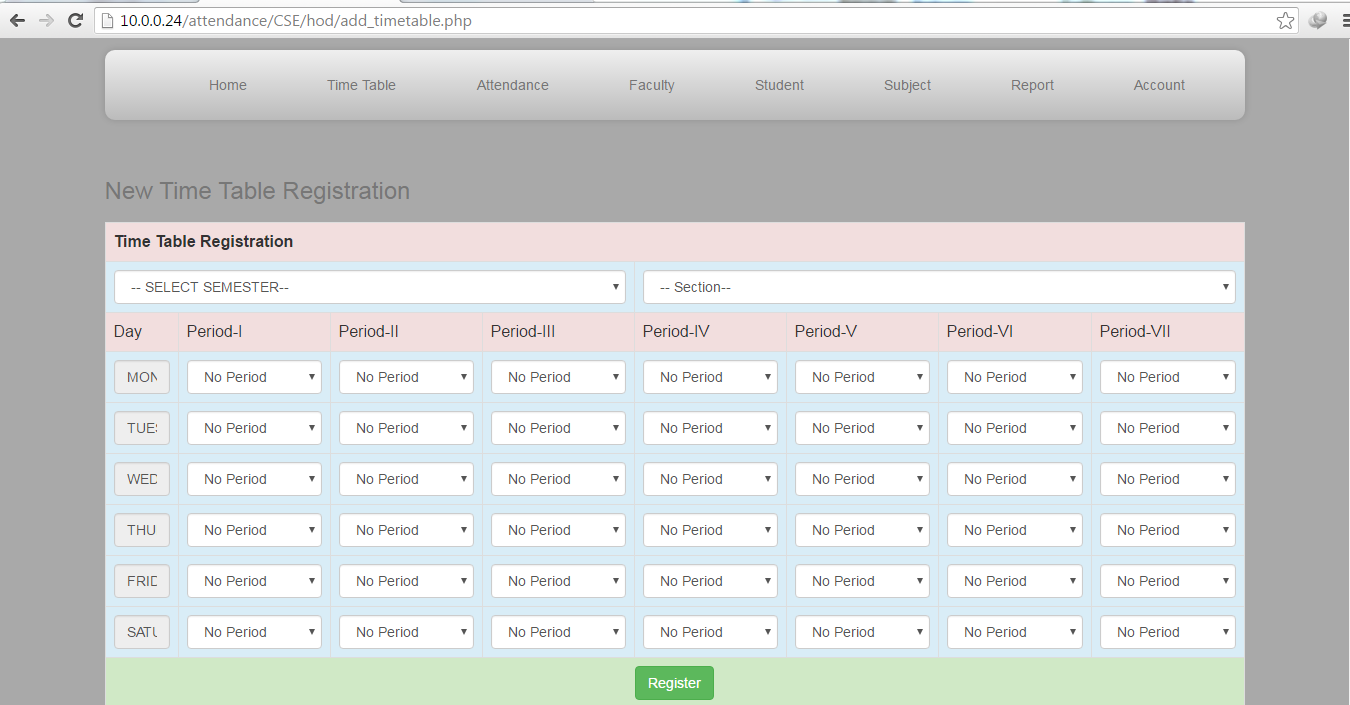 10.0.0.24/attendance/CSE/hod/add_timetable.php
Home Time Table Attendance Faculty Student Subject Report Account
New Time Table Registration
Time Table Registration
-- SELECT SEMESTER-- -- Section--
Day Period-I Period-II Period-III Period-IV Period-V Period-VI Period-VII
MON No Period No Period No Period No Period No Period No Period No Period
TUES No Period No Period No Period No Period No Period No Period No Period
WED No Period No Period No Period No Period No Period No Period No Period
THU No Period No Period No Period No Period No Period No Period No Period
FRID No Period No Period No Period No Period No Period No Period No Period
SATU No Period No Period No Period No Period No Period No Period No Period
Register